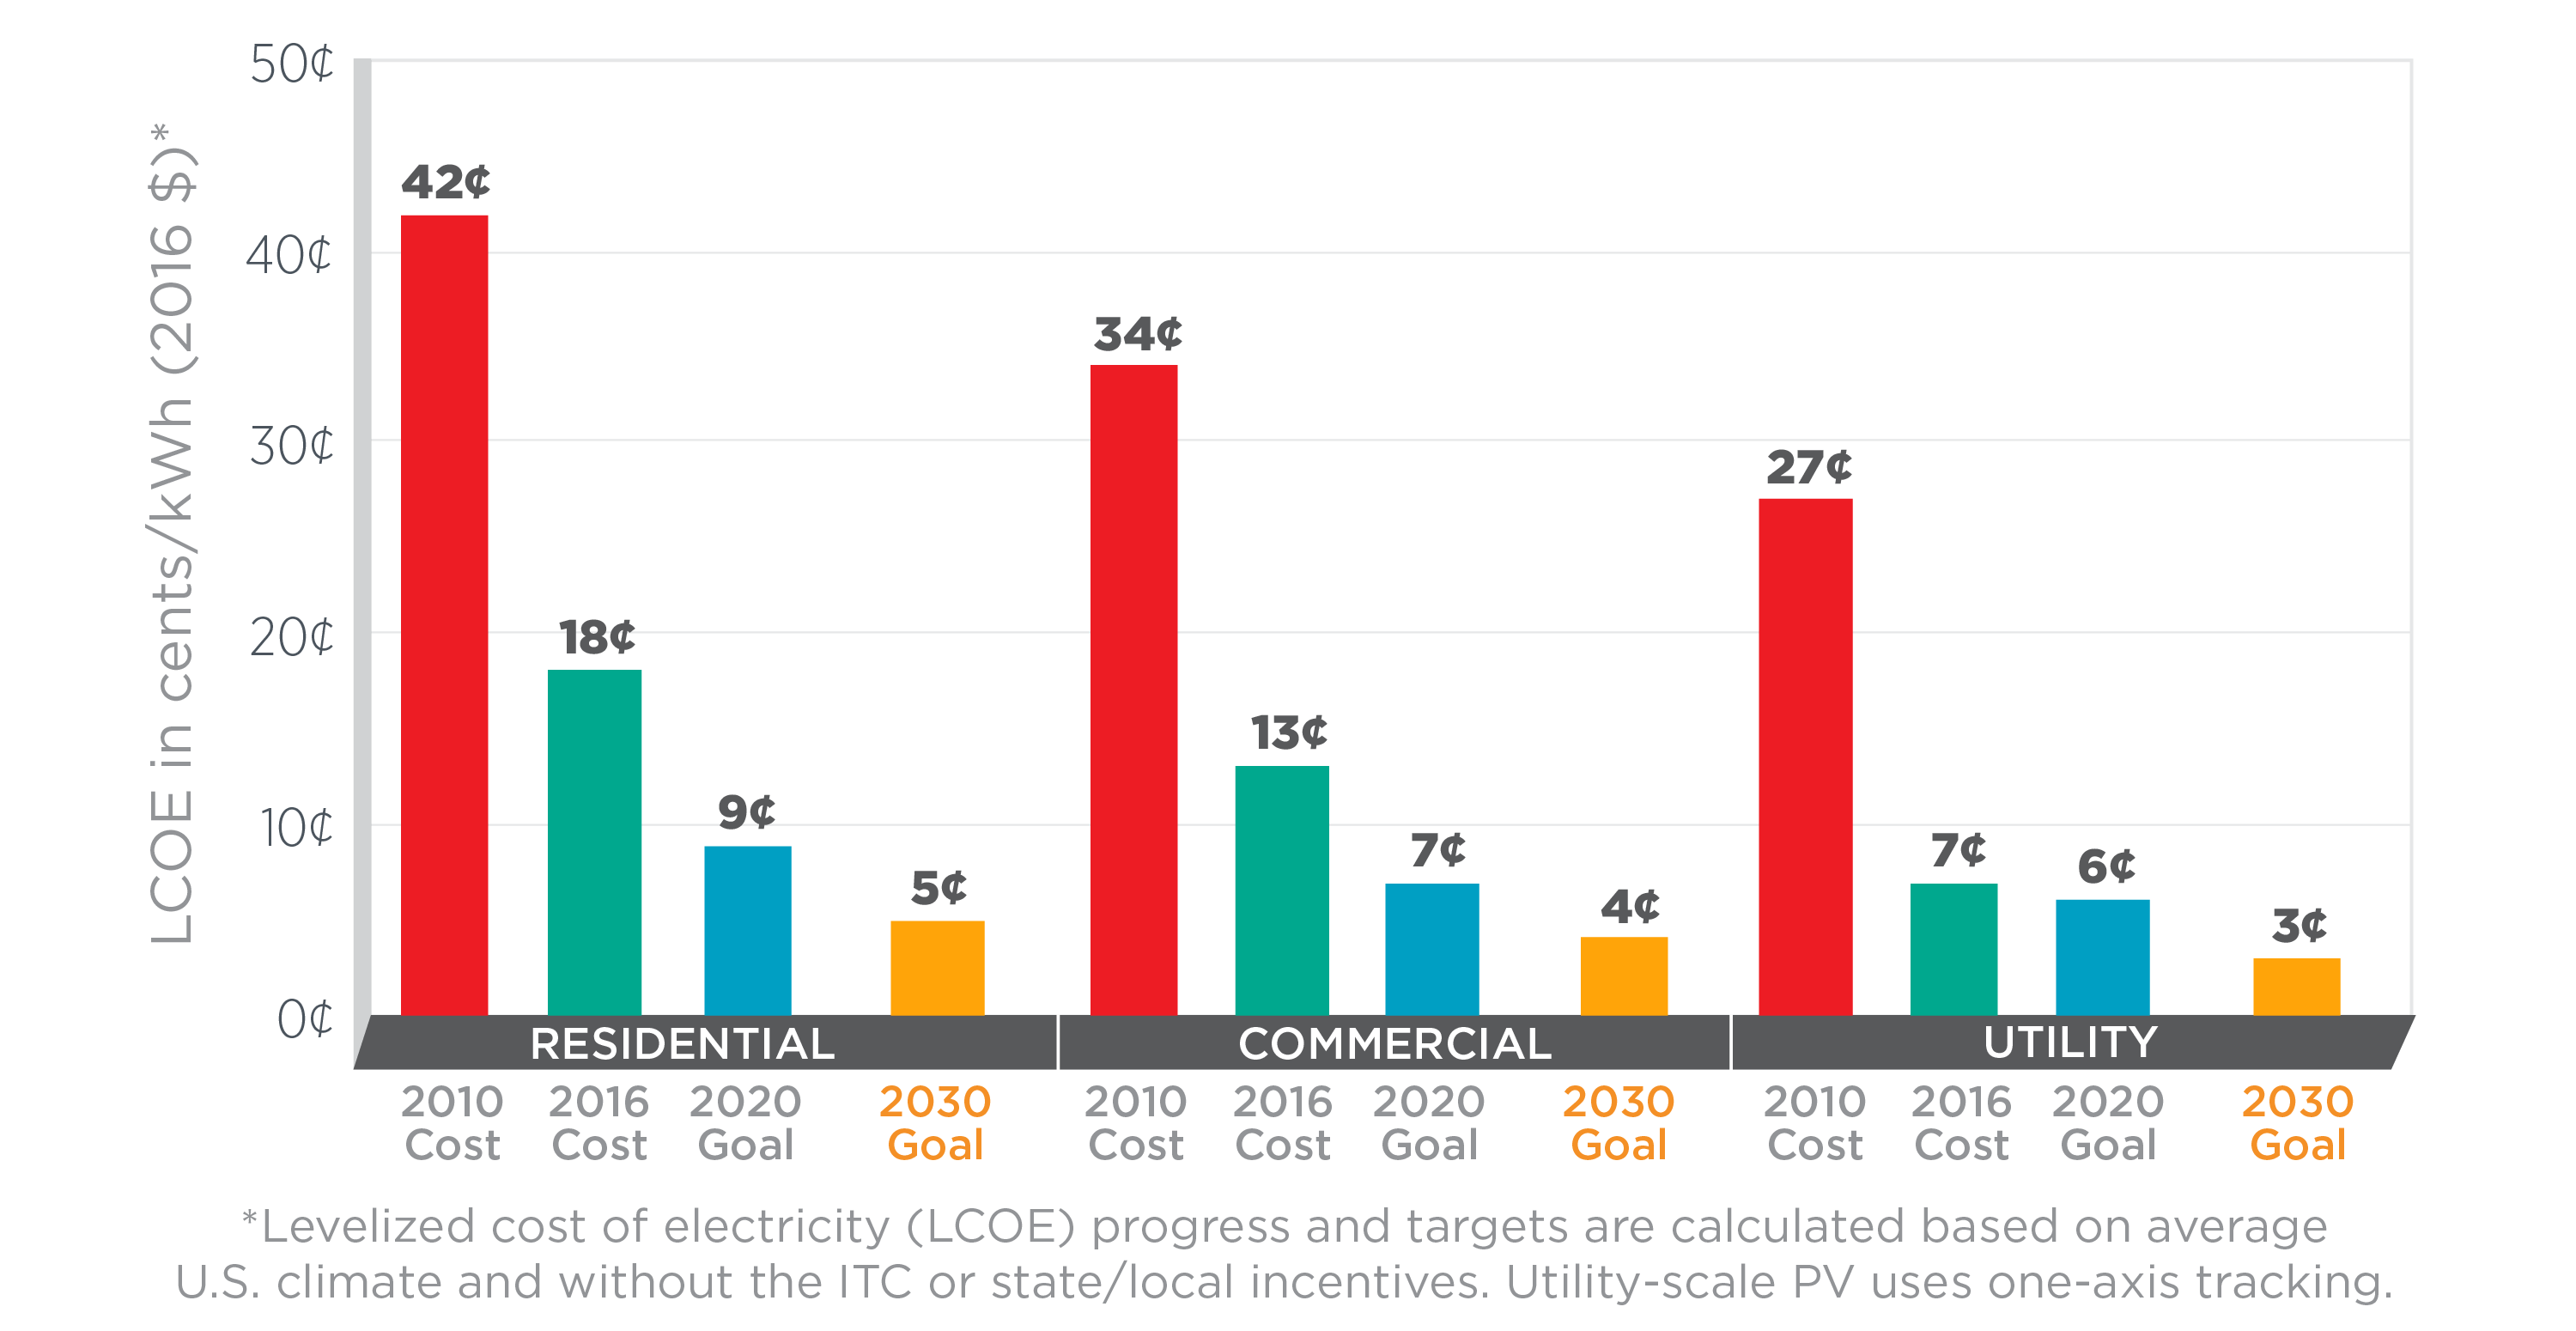 LCOE in cents/kWh (2016 $)*
50¢
40¢
30¢
20¢
10¢
0¢
42¢
18¢
9¢
5¢
34¢
13¢
7¢
4¢
27¢
7¢
6¢
3¢
RESIDENTIAL
COMMERCIAL
UTILITY
2010 Cost
2016 Cost
2020 Goal
2030 Goal
2010 Cost
2016 Cost
2020 Goal
2030 Goal
2010 Cost
2016 Cost
2020 Goal
2030 Goal
*Levelized cost of electricity (LCOE) progress and targets are calculated based on average
U.S. climate and without the ITC or state/local incentives. Utility-scale PV uses one-axis tracking.